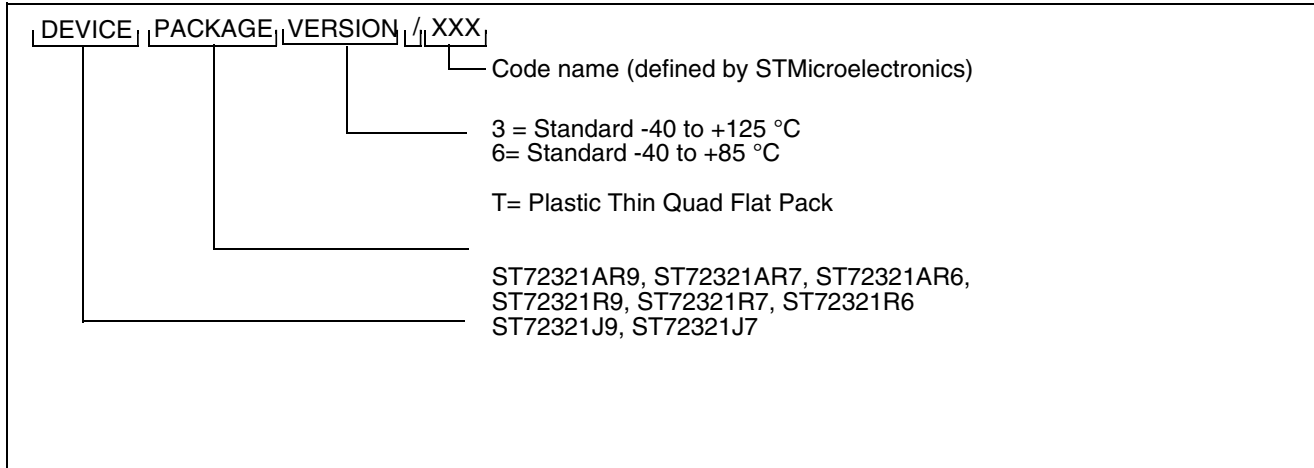 DEVICE PACKAGE VERSION / XXX
Code name (defined by STMicroelectronics)
3 = Standard -40 to +125 °C
6= Standard -40 to +85 °C
T= Plastic Thin Quad Flat Pack
ST72321AR9, ST72321AR7, ST72321AR6,
ST72321R9, ST72321R7, ST72321R6
ST72321J9, ST72321J7